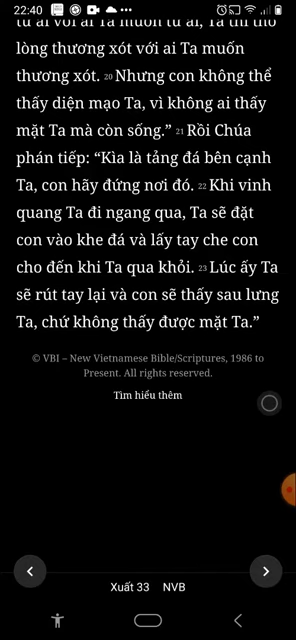 22:40
lòng thương xót với ai Ta muốn
thương xót. 20 Nhưng con không thể
thấy diện mạo Ta, vì không ai thấy
mặt Ta mà còn sống.” 21 Rồi Chúa
phán tiếp: “Kìa là tảng đá bên cạnh
Ta, con hãy đứng nơi đó. 22 Khi vinh
quang Ta đi ngang qua, Ta sẽ đặt
con vào khe đá và lấy tay che con
cho đến khi Ta qua khỏi. 23 Lúc ấy Ta
sẽ rút tay lại và con sẽ thấy sau lưng
Ta, chứ không thấy được mặt Ta.”
© VBI – New Vietnamese Bible/Scriptures, 1986 to
Present. All rights reserved.
Tìm hiểu thêm
Xuất 33 NVB